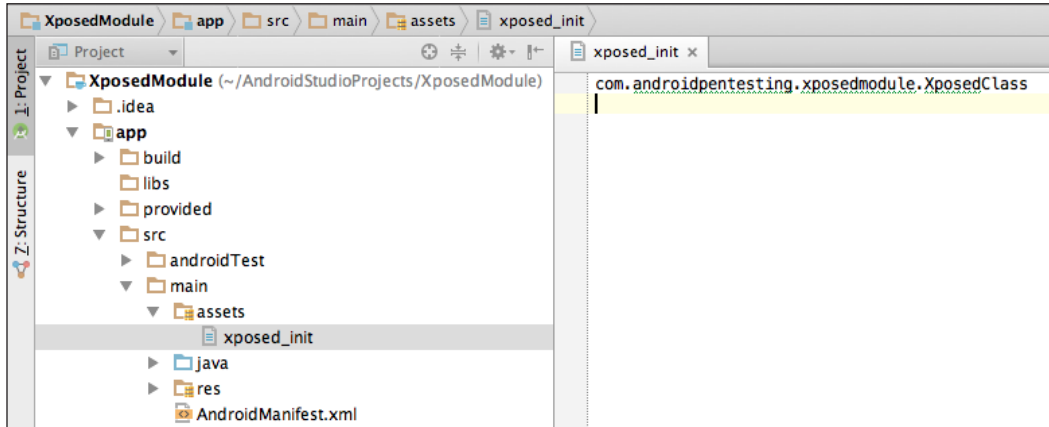 XposedModule app src main assets xposed_init
1: Project
Z: Structure
Project
XposedModule (~/AndroidStudioProjects/XposedModule)
.idea
app
build
libs
provided
src
androidTest
main
assets
xposed_init
java
res
AndroidManifest.xml
xposed_init
com.androidpentesting.xposedmodule.XposedClass